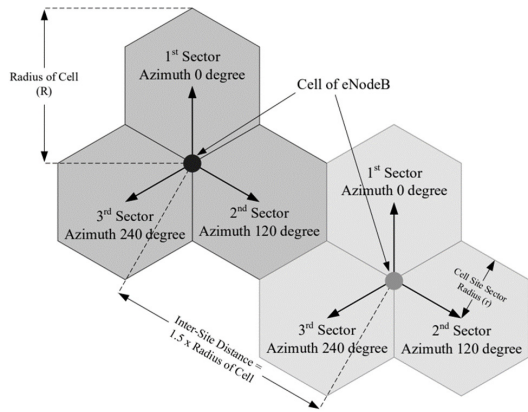 1st Sector
Azimuth 0 degree
Radius of Cell
(R)
Cell of eNodeB
3rd Sector
Azimuth 240 degree
2nd Sector
Azimuth 120 degree
1st Sector
Azimuth 0 degree
Cell Site Sector
Radius (r)
Inter-Site Distance =
1.5 x Radius of Cell
3rd Sector
Azimuth 240 degree
2nd Sector
Azimuth 120 degree